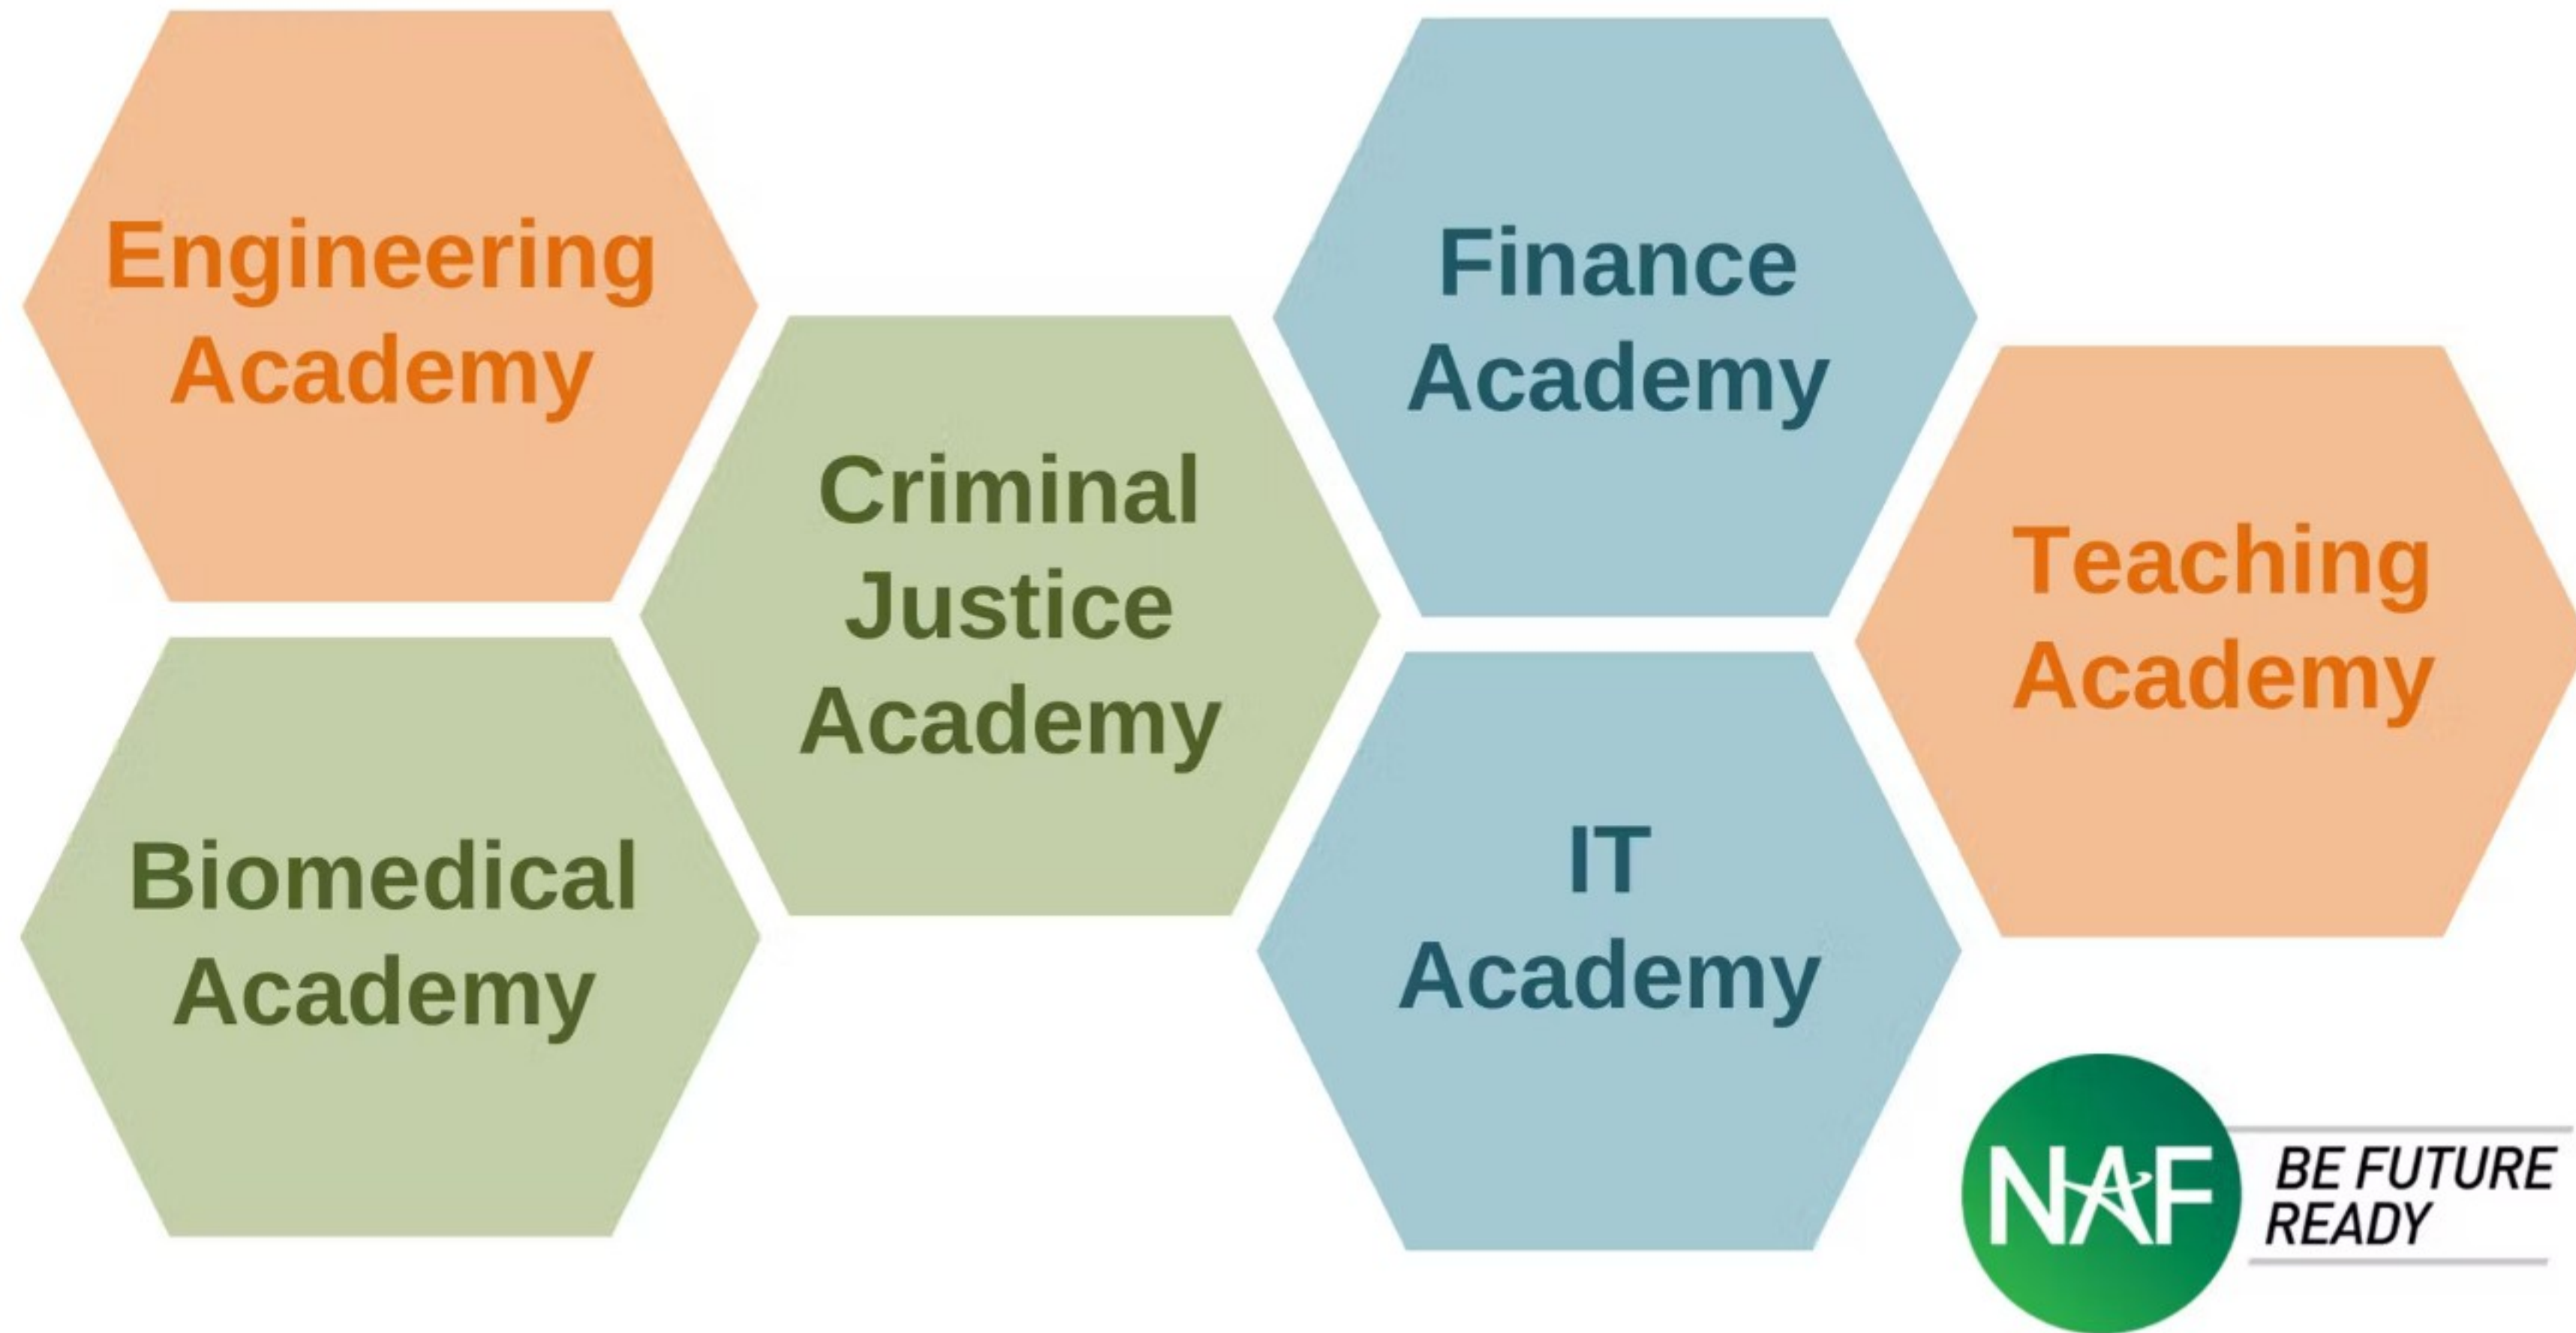 Engineering
Academy
Criminal
Justice
Academy
Biomedical
Academy
Finance
Academy
IT
Academy
Teaching
Academy
NAF
BE FUTURE
READY